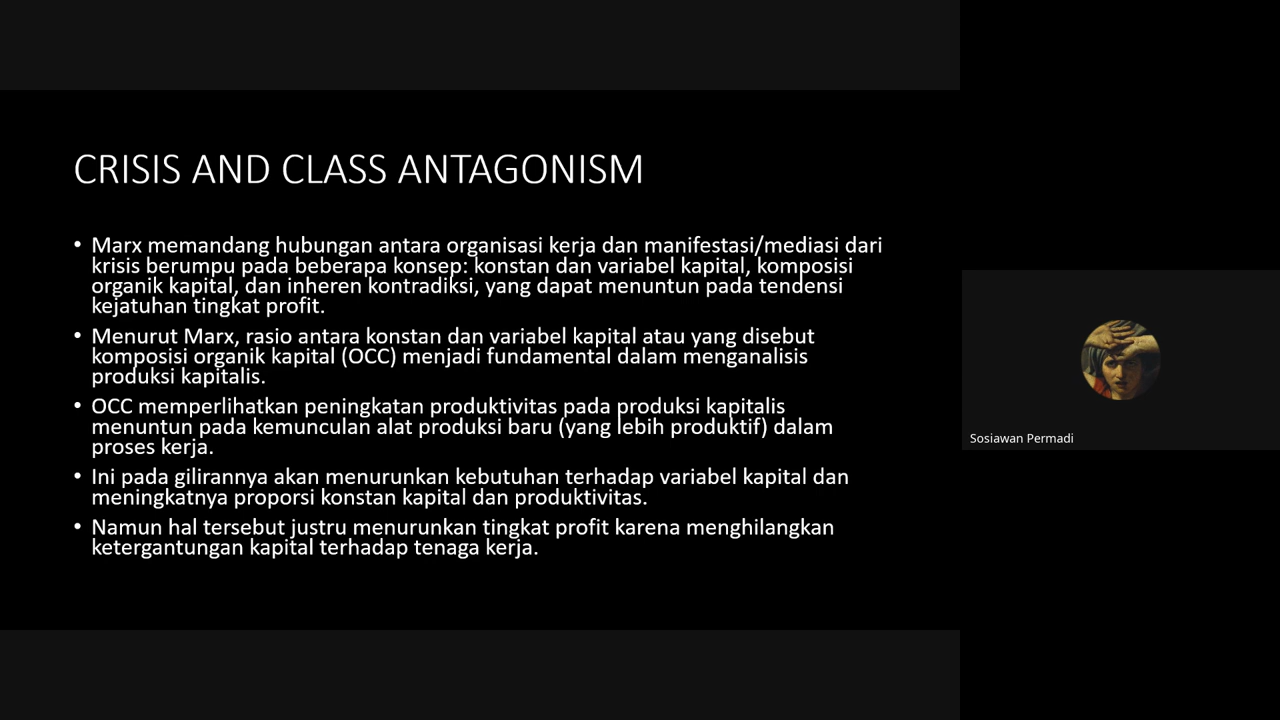 CRISIS AND CLASS ANTAGONISM
• Marx memandang hubungan antara organisasi kerja dan manifestasi/mediasi dari
krisis berumpu pada beberapa konsep: konstan dan variabel kapital, komposisi
organik kapital, dan inheren kontradiksi, yang dapat menuntun pada tendensi
kejatuhan tingkat profit.
• Menurut Marx, rasio antara konstan dan variabel kapital atau yang disebut
komposisi organik kapital (OCC) menjadi fundamental dalam menganalisis
produksi kapitalis.
• OCC memperlihatkan peningkatan produktivitas pada produksi kapitalis
menuntun pada kemunculan alat produksi baru (yang lebih produktif) dalam
proses kerja.
• Ini pada gilirannya akan menurunkan kebutuhan terhadap variabel kapital dan
meningkatnya proporsi konstan kapital dan produktivitas.
• Namun hal tersebut justru menurunkan tingkat profit karena menghilangkan
ketergantungan kapital terhadap tenaga kerja.
Sosiawan Permadi